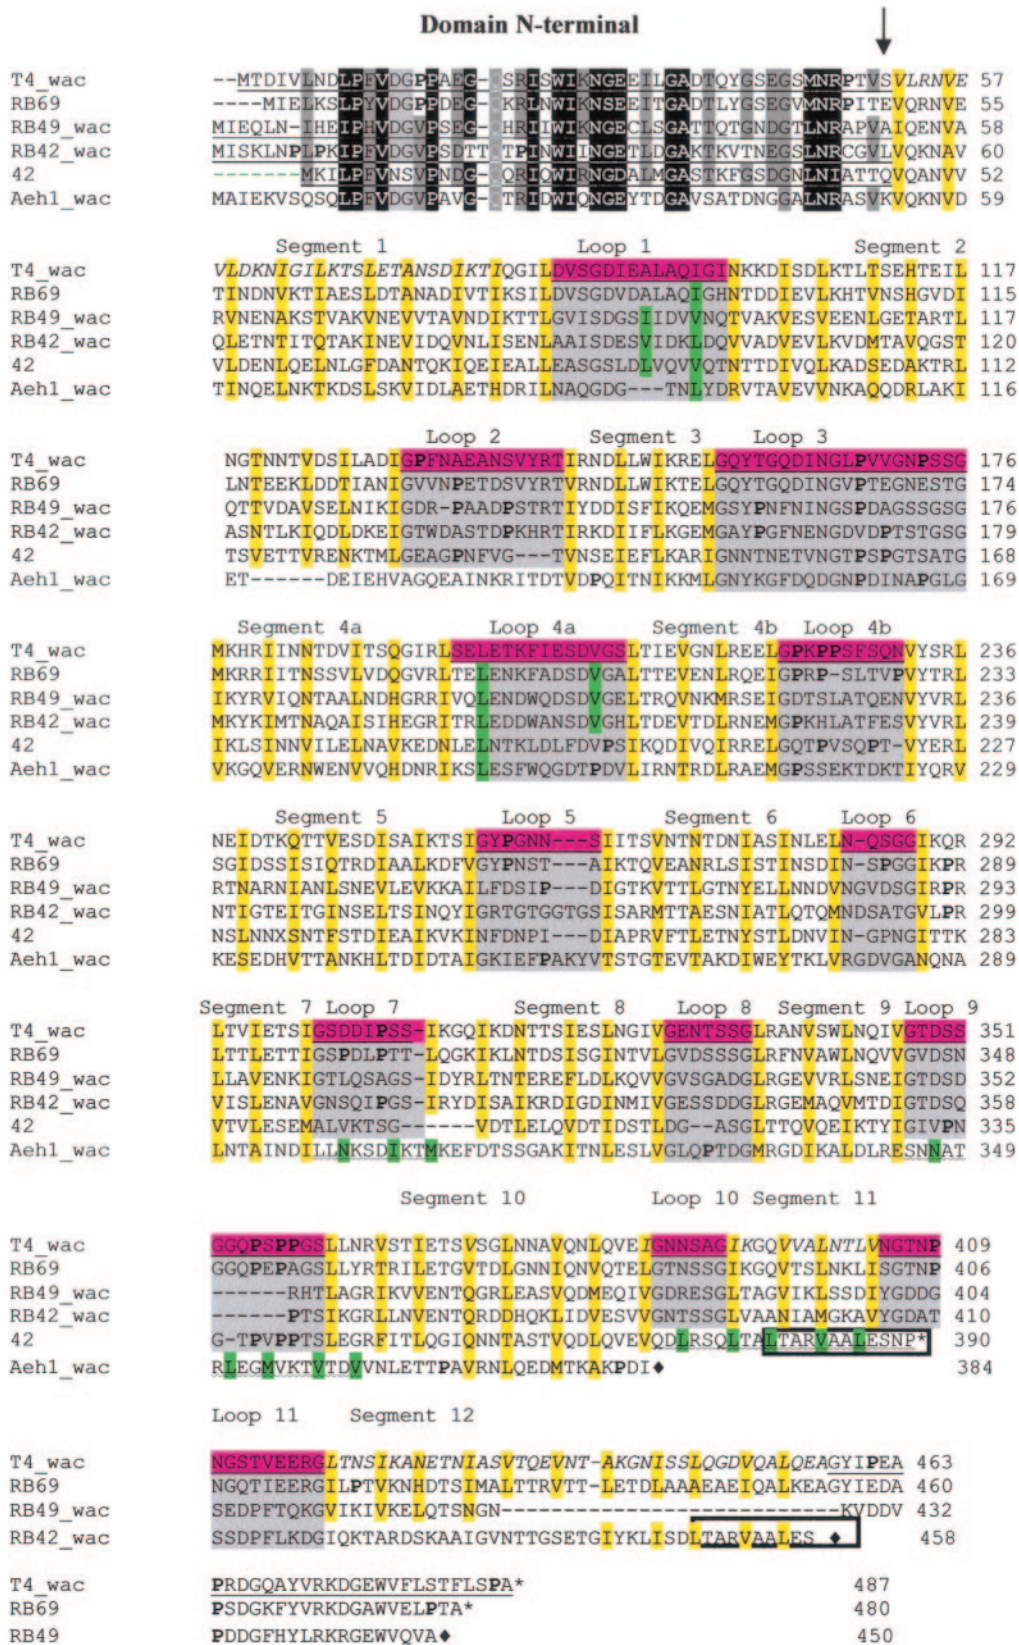 Domain N-terminal
T4_wac --MTDIVLNDLPFVDGPPAEG-QSRISWIKNGEEILGADTQYGSEGSMNRPTVSVLRNVE 57
RB69 ----MIELKSLPYVDGPPDEG-QKRLNWIKNSEEITGADTLYGSEGVMNRPITEVQRNVE 55
RB49_wac MIEQLN-IHEIPHVDGVPSEG-QHRIIWIKNGECLSGATTQTGNDGTLNRAPVAIQENVA 58
RB42_wac MISKLNPLPKIPFVDGVPSDTTQTPINWITNGETLDGAKTKVTNEGSLNRCGVLVQKNAV 60
42 -------MKILPFVNSVPNDG-QQRIQWIRNGDALMGASTKFGSDGNLNIATTQVQANVV 52
Aeh1_wac MAIEKVSQSQLPFVDGVPAVG-QTRIDWIKNGEYTDGAVSATDNGGALNRASVKVQKNVD 59
Segment 1 Loop 1 Segment 2
T4_wac VLDKNIGILKTSLETANSDIKTIQGILDVSGDIEALAQIGINKKDISDLKTLTSEHTEIL 117
RB69 TINDNVKTIAESLDTANADIVTIKSILDVSGDVDALAQIGHNTDDIEVLKHTVNSHGVDI 115
RB49_wac RVNENAKSTVAKVNEVVTAVNDIKTTLGVISDGSIIDVVNQTVAKVESVEENLGETARTL 117
RB42_wac QLETNTITQTAKINEVIDQVNLISENLAAISDESVIDKLDQVVADVEVLKVDMTAVQGST 120
42 VLDENLQELNLGFDANTQKIQEIEALLEASGSLDLVQVVQTNTTDIVQLKADSEDAKTRL 112
Aeh1_wac TINQELNKTKDSLSKVIDLAETHDRILNAQGDG---TNLYDRVTAVEVVNKAQQDRLAKI 116
Loop 2 Segment 3 Loop 3
T4_wac NGTNNTVDSILADIGPFNAEANSVYRTIRNDLLWIKRELGQYTGQDINGLPVVGNPSSG 176
RB69 LNTEEKLDDTIANIGVVNPETDSVYRTVRNDLLWIKTELGQYTGQDINGVPTEGNESTG 174
RB49_wac QTTVDAVSELNIKIGDR-PAADPSTRTIYDDISFIKQEMGSYPNFNINGSPDAGSSGSG 176
RB42_wac ASNTLKIQDLDKEIGTWDASTDPKHRTIRKDIIFLKGEMGAYPGFNENGDVDPTSTGSG 179
42 TSVETTVRENKTMLGEAGPNFVG---TVNSEIEFLKARIGNNTNETVNGTPSPGTSATG 168
Aeh1_wac ET------DEIEHVAGQEAINKRITDTVDPQITNIKKMLGNYKGFDQDGNPDINAPGLG 169
Segment 4a Loop 4a Segment 4b Loop 4b
T4_wac MKHRIINNTDVITSQGIRLSELETKFIESDVGSLTIEVGNLREELGPKPPSFSQNVYSRL 236
RB69 MKRRIITNSSVLVDQGVRLTELENKFADSDVGALTTEVENLRQEIGPRP-SLTVPVYTRL 233
RB49_wac IKYRVIQNTAALNDHGRRIVQLENDWQDSDVGELTRQVNKMRSEIGDTSLATQENVYVRL 236
RB42_wac MKYKIMTNAQAISIHEGRITRLEDDWANSDVGHLTDEVTDLRNEMGPKHLATFESVYVRL 239
42 IKLSINNVILELNAVKEDNLELNTKLDLFDVPSIKQDIVQIRRELGQTPVSQPT-VYERL 227
Aeh1_wac VKGQVERNWENVVQHDNRIKSLESFWQGDTPDVLIRNTRDLRAEMGPSSEKTDKTIYQRV 229
Segment 5 Loop 5 Segment 6 Loop 6
T4_wac NEIDTKQTTVESDISAIKTSIGYPGNN---SIITSVNTNTDNIASINLELN-QSGGIKQR 292
RB69 SGIDSSISIQTRDIAALKDFVGYPNST---AIKTQVEANRLSISTINSDIN-SPGGIKPR 289
RB49_wac RTNARNIANLSNEVLEVKKAILFDSIP---DIGTKVTTLGTNYELLNNDVNGVDSGIRPR 293
RB42_wac NTIGTEITGINSELTSINQYIGRTGTGGTGSISARMTTAESNIATLQTQMNDSATGVLPR 299
42 NSLNNXSNTFSTDIEAIKVKINFDNPI---DIAPRVFTLETNYSTLDNVIN-GPNGITTK 283
Aeh1_wac KESEDHVTTANKHLTDIDTAIGKIEFPAKYVTSTGTEVTAKDIWEYTKLVRGDVGANQNA 289
Segment 7 Loop 7 Segment 8 Loop 8 Segment 9 Loop 9
T4_wac LTVIETSIGSDDIPSS-IKGQIKDNTTSIESLNGIVGENTSSGLRANVSWLNQIVGTDSS 351
RB69 LTTLETTIGSPDLPTT-LQGKIKLNTDSISGINTVLGVDSSSGLRFNVAWLNQVVGVDSN 348
RB49_wac LLAVENKIGTLQSAGS-IDYRLTNTEREFLDLKQVVGVSGADGLRGEVVRLSNEIGTDSD 352
RB42_wac VISLENAVGNSQIPGS-IRYDISAIKRDIGDINMIVGESSDDGLRGEMAQVMTDIGTDSQ 358
42 VTVLESEMALVKTSG-----VDTLELQVDTIDSTLDG--ASGLTTQVQEIKTYIGIVPN 335
Aeh1_wac LNTAINDILLNKSDIKTMKEFDTSSGAKITNLESLVGLQPTDGMRGDIKALDLRESNNAT 349
Segment 10 Loop 10 Segment 11
T4_wac GGQPSPPGSLLNRVSTIETSVSGLNNAVQNLQVEIGNNSAGIKGQVVALNTLVNGTNP 409
RB69 GGQPEPAGSLLYRTRILETGVTDLGNNIQNVQTELGTNSSGIKGQVTSLNKLISGTNP 406
RB49_wac ------RHTLAGRIKVVENTQGRLEASVQDMEQIVGDRESGLTAGVIKLSSDIYGDDG 404
RB42_wac ------PTSIKGRLLNVENTQRDDHQKLIDVESVVGNTSSGLVAANIAMGKAVYGDAT 410
42 G-TPVPPTSLEGRFITLQGIQNNTASTVQDLQVEVQDLRSQLTALTARVAALESNP* 390
Aeh1_wac RLEGMVKTVTDVVNLETTPAVRNLQEDMTKAKPDI♦ 384
Loop 11 Segment 12
T4_wac NGSTVEERGLTNSIKANETNIASVTQEVNT-AKGNISSLQGDVQALQEAGYIPEA 463
RB69 NGQTIEERGILPTVKNHDTSIMALTTRVTT-LETDLAAAEAEIQALKEAGYIEDA 460
RB49_wac SEDPFTQKGVIKIVKELQTSNGN---------------------------KVDDV 432
RB42_wac SSDPFLKDGIQKTARDSKAAIGVNTTGSETGIYKLISDLTARVAALES ♦ 458
T4_wac PRDGQAYVRKDGEWVFLSTFLSPA* 487
RB69 PSDGKFYVRKDGAWVELPTA* 480
RB49 PDDGFHYLRKRGEWVQVA♦ 450